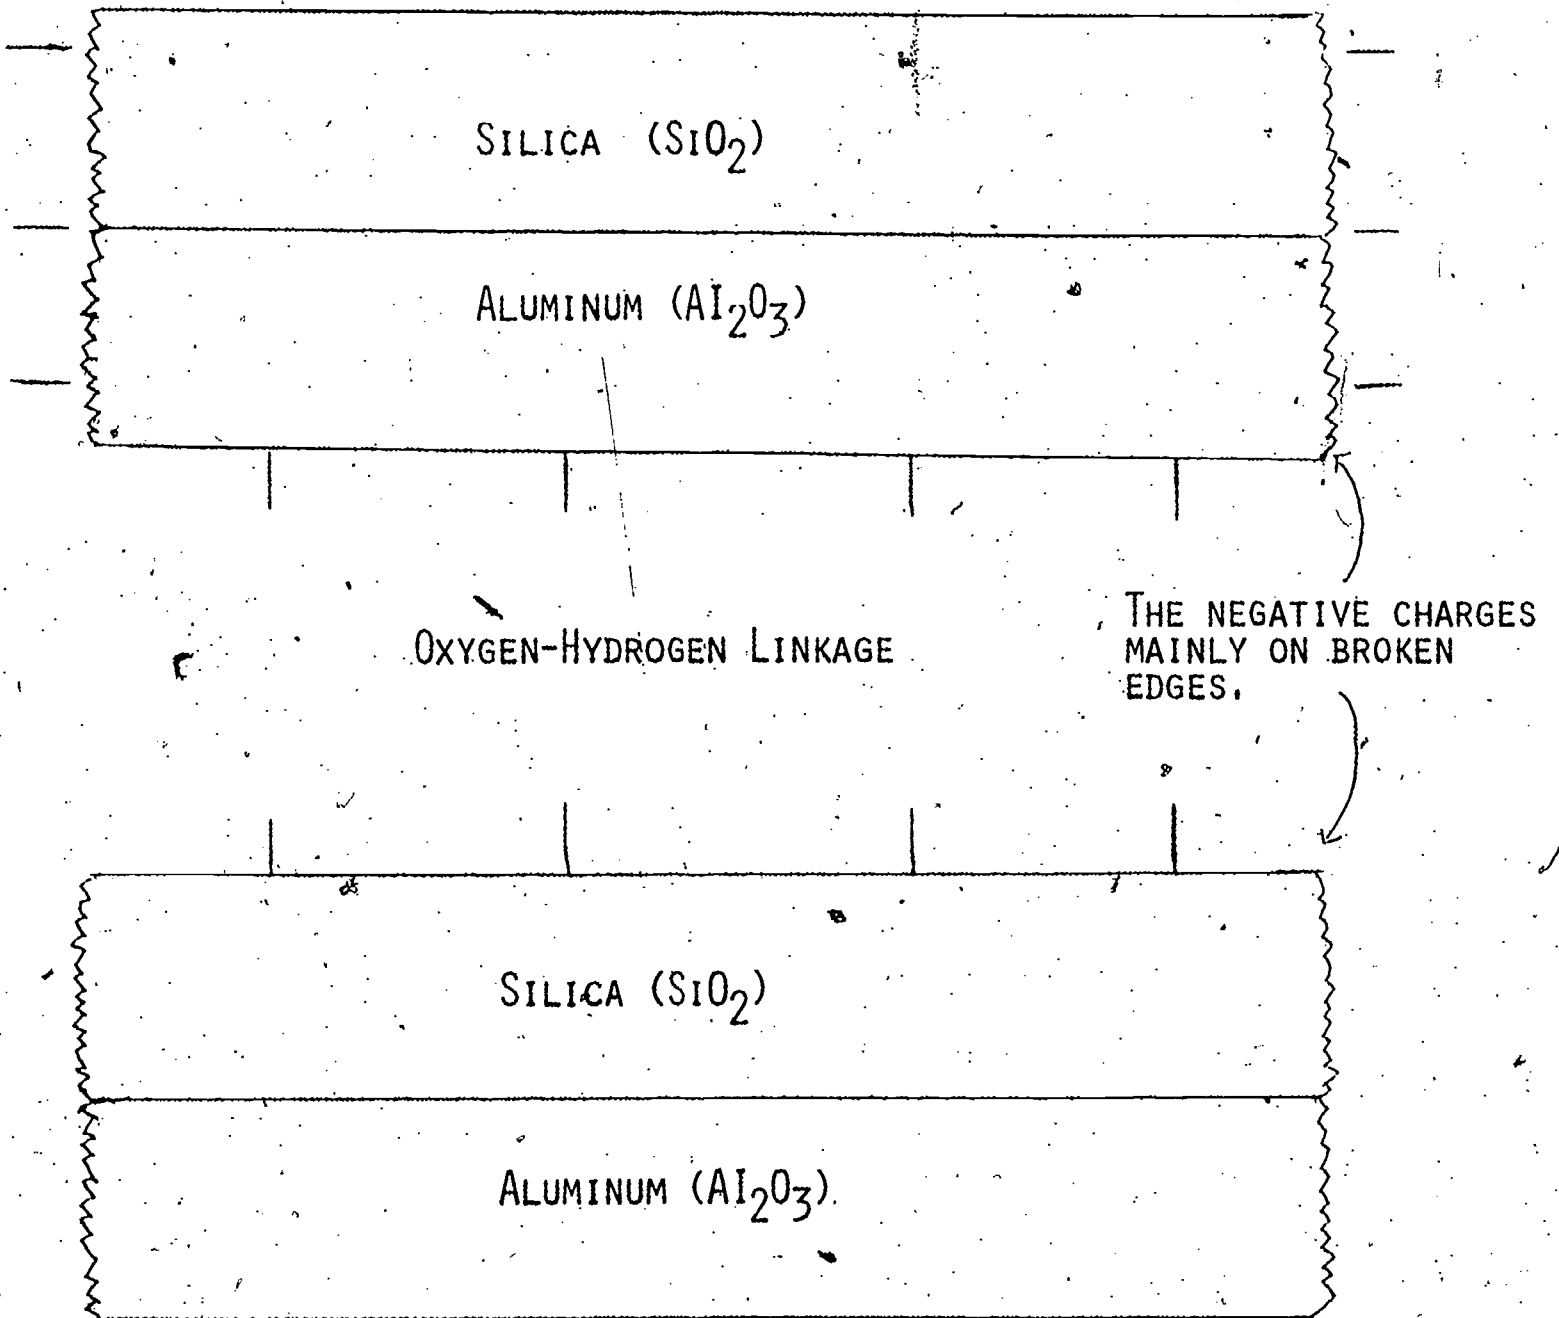 SILICA (SIO2)
ALUMINUM (AI2O3)
OXYGEN-HYDROGEN LINKAGE
THE NEGATIVE CHARGES
MAINLY ON BROKEN
EDGES.
SILICA (SIO2)
ALUMINUM (AI2O3).